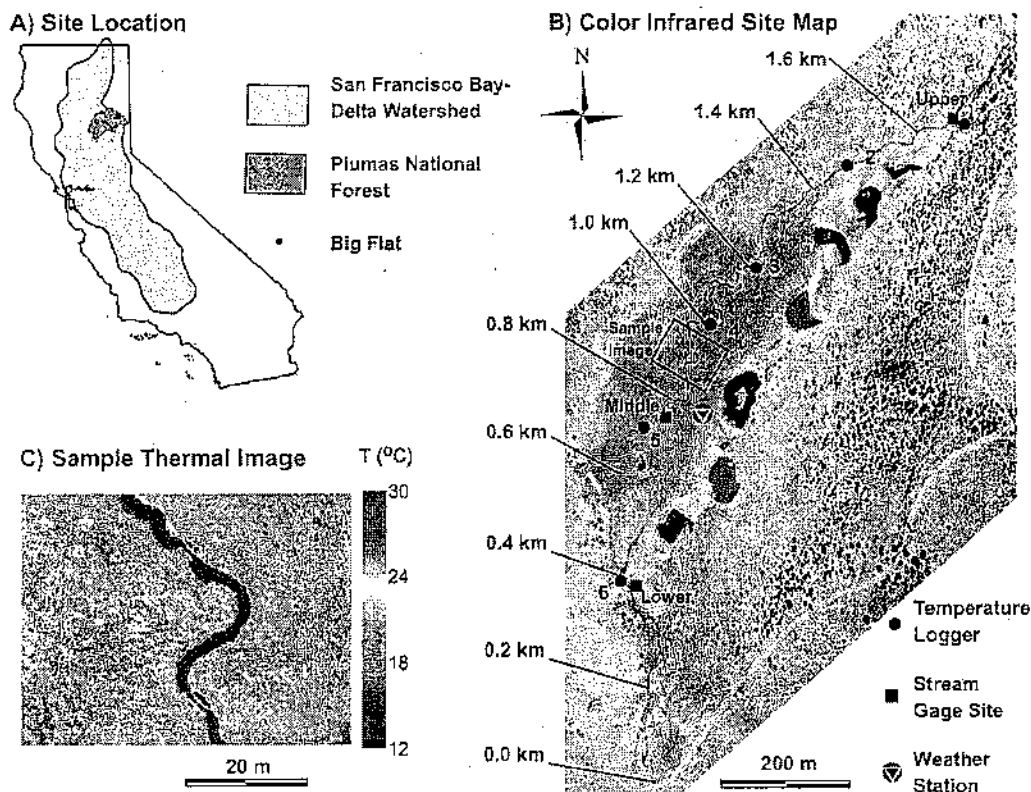 A) Site Location
San Francisco Bay-
Delta Watershed
Plumas National
Forest
Big Flat
B) Color Infrared Site Map
N
1.6 km
Upper
1.4 km
2
1.2 km
3
1.0 km
4
0.8 km
Sample
Image
Middle
5
0.6 km
0.4 km
6
Lower
0.2 km
0.0 km
200 m
Temperature
Logger
Stream
Gage Site
Weather
Station
C) Sample Thermal Image
T (°C)
30
24
18
12
20 m